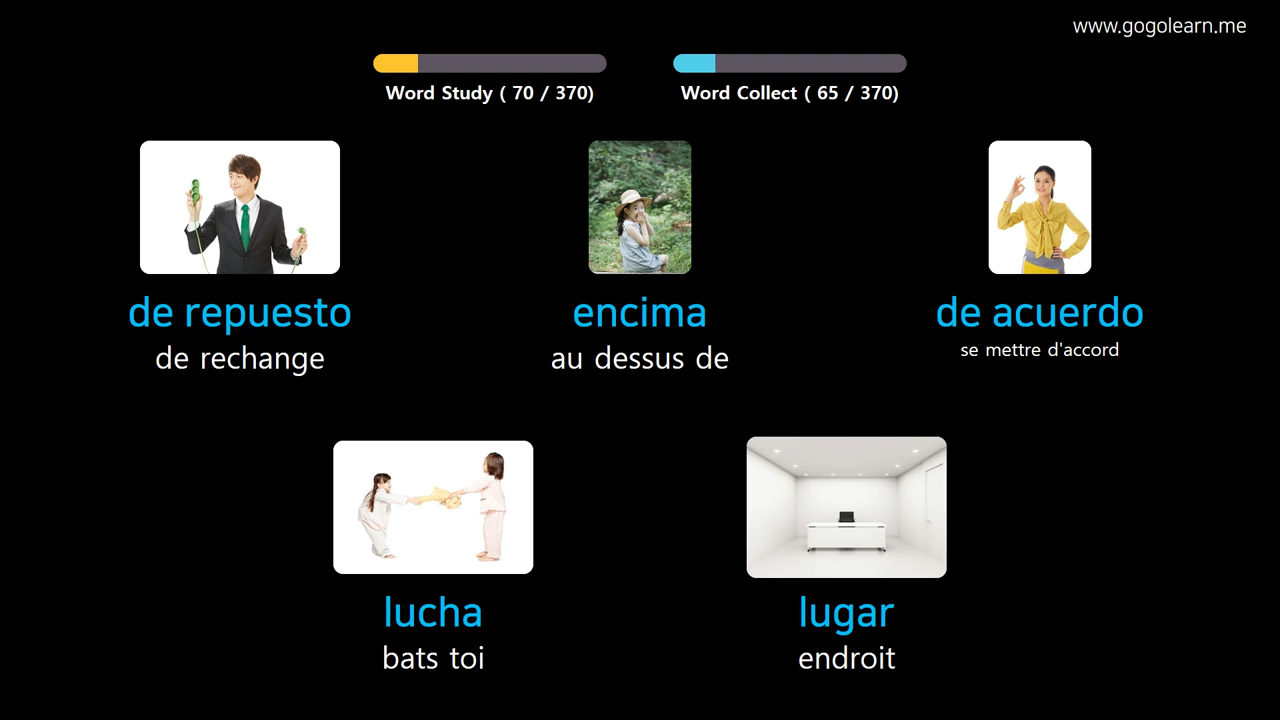 www.gogolearn.me
Word Study ( 70 / 370)
Word Collect ( 65 / 370)
de repuesto
de rechange
encima
au dessus de
de acuerdo
se mettre d'accord
lucha
bats toi
lugar
endroit